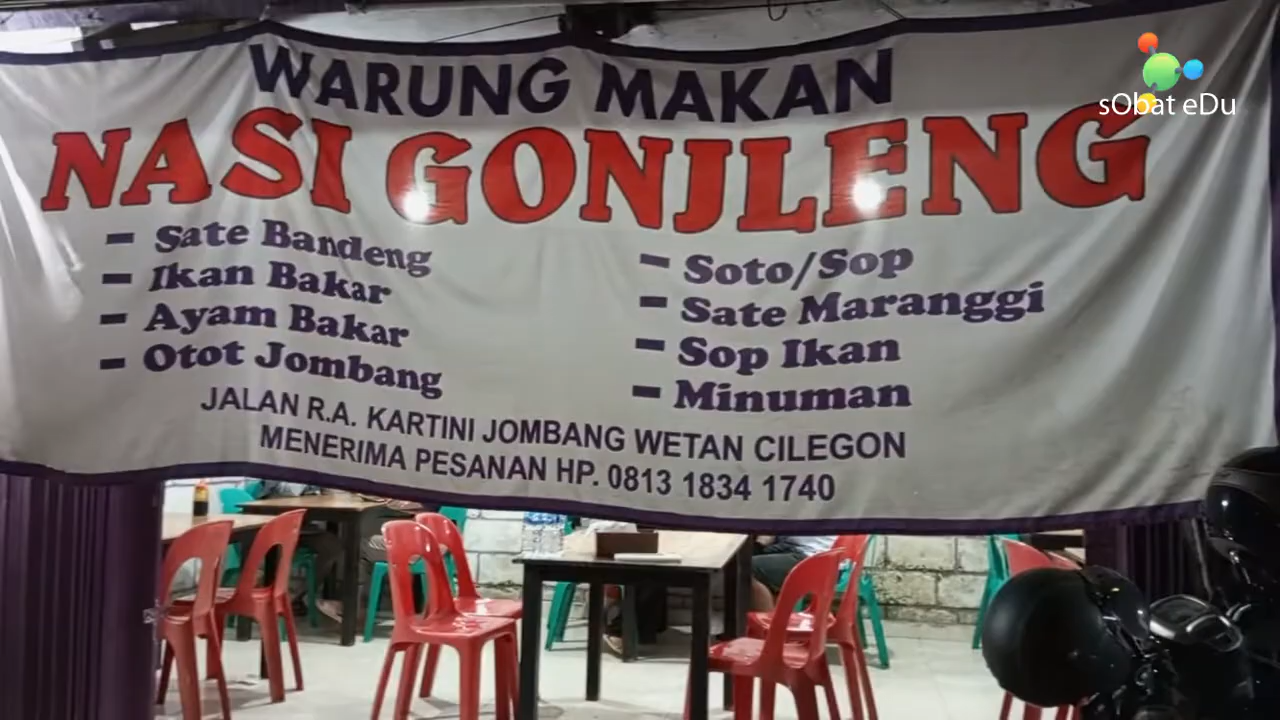 sObat eDu
WARUNG MAKAN
NASI GONJLENG
- Sate Bandeng
- Ikan Bakar
- Ayam Bakar
- Otot Jombang
- Soto/Sop
- Sate Maranggi
- Sop Ikan
- Minuman
JALAN R.A. KARTINI JOMBANG WETAN CILEGON
MENERIMA PESANAN HP. 0813 1834 1740